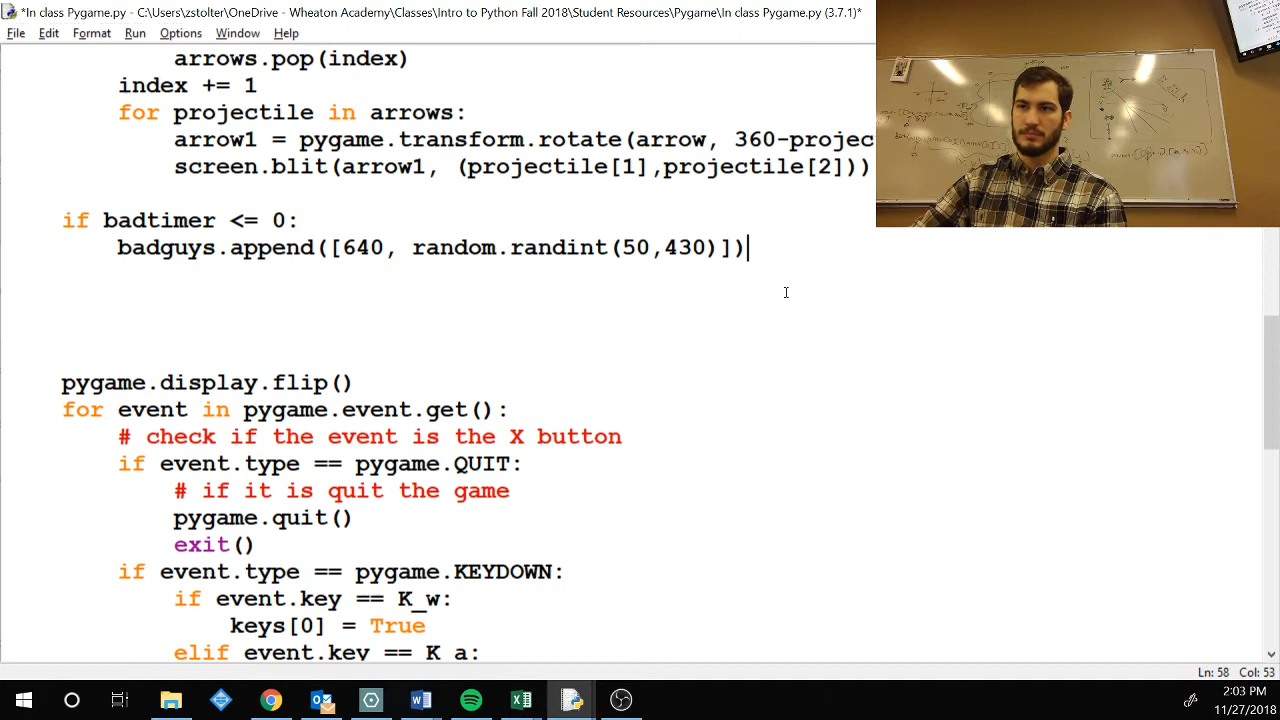 *In class Pygame.py - C:\Users\zstolter\OneDrive - Wheaton Academy\Classes\Intro to Python Fall 2018\Student Resources\Pygame\In class Pygame.py (3.7.1)*
File Edit Format Run Options Window Help
arrows.pop(index)
index += 1
for projectile in arrows:
arrow1 = pygame.transform.rotate(arrow, 360-projec
screen.blit(arrow1, (projectile[1],projectile[2]))
if badtimer <= 0:
badguys.append([640, random.randint(50,430)])
pygame.display.flip()
for event in pygame.event.get():
# check if the event is the X button
if event.type == pygame.QUIT:
# if it is quit the game
pygame.quit()
exit()
if event.type == pygame.KEYDOWN:
if event.key == K_w:
keys[0] = True
elif event.key == K_a:
Ln: 58 Col: 53
2:03 PM
11/27/2018